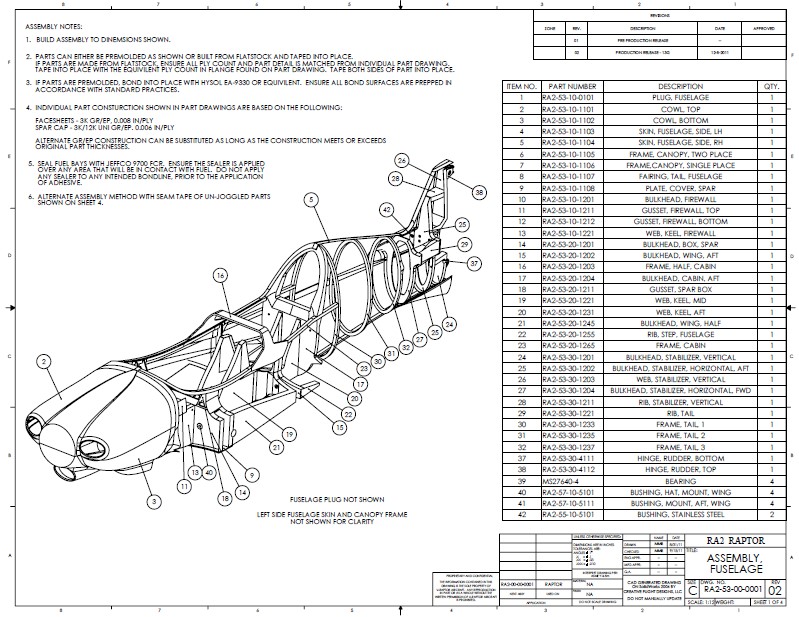 ASSEMBLY NOTES:
1. BUILD ASSEMBLY TO DINEMSIONS SHOWN.
2. PARTS CAN EITHER BE PREMOLDED AS SHOWN OR BUILT FROM FLATSTOCK AND TAPED INTO PLACE.
IF PARTS ARE MADE FROM FLATSTOCK, ENSURE ALL PLY COUNT AND PART DETAIL IS MATCHED FROM INDIVIDUAL PART DRAWING.
TAPE INTO PLACE WITH THE EQUIVILENT PLY COUNT IN FLANGE FOUND ON PART DRAWING. TAPE BOTH SIDES OF PART INTO PLACE.
3. IF PARTS ARE PREMOLDED, BOND INTO PLACE WITH HYSOL EA-9330 OR EQUIVELENT. ENSURE ALL BOND SURFACES ARE PREPPED IN
ACCORDANCE WITH STANDARD PRACTICES.
4. INDIVIDUAL PART CONSTURCTION SHOWN IN PART DRAWINGS ARE BASED ON THE FOLLOWING:
FACESHEETS - 3K GR/EP, 0.008 IN/PLY
SPAR CAP - 3K/12K UNI GR/EP. 0.006 IN/PLY
ALTERNATE GR/EP CONSTRUCTION CAN BE SUBSTITUTED AS LONG AS THE CONSTRUCTION MEETS OR EXCEEDS
ORIGINAL PART THICKNESSES.
5. SEAL FUEL BAYS WITH JEFFCO 9700 FCR. ENSURE THE SEALER IS APPLIED
OVER ANY AREA THAT WILL BE IN CONTACT WITH FUEL. DO NOT APPLY
ANY SEALER TO ANY INTENDED BONDLINE, PRIOR TO THE APPLICATION
OF ADHESIVE.
6. ALTERNATE ASSEMBLY METHOD WITH SEAM TAPE OF UN-JOGGLED PARTS
SHOWN ON SHEET 4.
REVISIONS
ZONE REV. DESCRIPTION DATE APPROVED
01 PRE PRODUCTION RELEASE -
02 PRODUCTION RELEASE - 13G 12-5-2011
ITEM NO. PART NUMBER DESCRIPTION QTY.
1 RA2-53-10-0101 PLUG, FUSELAGE 1
2 RA2-53-10-1101 COWL, TOP 1
3 RA2-53-10-1102 COWL, BOTTOM 1
4 RA2-53-10-1103 SKIN, FUSELAGE, SIDE, LH 1
5 RA2-53-10-1104 SKIN, FUSELAGE, SIDE, RH 1
6 RA2-53-10-1105 FRAME, CANOPY, TWO PLACE 1
7 RA2-53-10-1106 FRAME,CANOPY, SINGLE PLACE 1
8 RA2-53-10-1107 FAIRING, TAIL, FUSELAGE 1
9 RA2-53-10-1108 PLATE, COVER, SPAR 1
10 RA2-53-10-1201 BULKHEAD, FIREWALL 1
11 RA2-53-10-1211 GUSSET, FIREWALL, TOP 1
12 RA2-53-10-1212 GUSSET, FIREWALL, BOTTOM 1
13 RA2-53-10-1221 WEB, KEEL, FIREWALL 1
14 RA2-53-20-1201 BULKHEAD, BOX, SPAR 1
15 RA2-53-20-1202 BULKHEAD, WING, AFT 1
16 RA2-53-20-1203 FRAME, HALF, CABIN 1
17 RA2-53-20-1204 BULKHEAD, CABIN, AFT 1
18 RA2-53-20-1211 GUSSET, SPAR BOX 1
19 RA2-53-20-1221 WEB, KEEL, MID 1
20 RA2-53-20-1231 WEB, KEEL, AFT 1
21 RA2-53-20-1245 BULKHEAD, WING, HALF 1
22 RA2-53-20-1255 RIB, STEP, FUSELAGE 1
23 RA2-53-20-1265 FRAME, CABIN 1
24 RA2-53-30-1201 BULKHEAD, STABILIZER, VERTICAL 1
25 RA2-53-30-1202 BULKHEAD, STABILIZER, HORIZONTAL, AFT 1
26 RA2-53-30-1203 WEB, STABILIZER, VERTICAL 1
27 RA2-53-30-1204 BULKHEAD, STABILIZER, HORIZONTAL, FWD 1
28 RA2-53-30-1211 RIB, STABILIZER, VERTICAL 1
29 RA2-53-30-1221 RIB, TAIL 1
30 RA2-53-30-1233 FRAME, TAIL, 1 1
31 RA2-53-30-1235 FRAME, TAIL, 2 1
32 RA2-53-30-1237 FRAME, TAIL, 3 1
37 RA2-53-30-4111 HINGE, RUDDER, BOTTOM 1
38 RA2-53-30-4112 HINGE, RUDDER, TOP 1
39 MS27640-4 BEARING 4
40 RA2-57-10-5101 BUSHING, HAT, MOUNT, WING 4
41 RA2-57-10-5111 BUSHING, MOUNT, AFT, WING 4
42 RA2-55-10-5101 BUSHING, STAINLESS STEEL 2
26
28
38
42
5
25
29
37
16
24
25
27
32
31
30
23
17
20
22
15
2
19
21
9
14
18
40
13
11
3
FUSELAGE PLUG NOT SHOWN
LEFT SIDE FUSELAGE SKIN AND CANOPY FRAME
NOT SHOWN FOR CLARITY
RA2-00-00-0001 RAPTOR
NEXT ASSY USED ON
APPLICATION
DO NOT SCALE DRAWING
CAD GENERATED DRAWING
CREATIVE FLIGHT DESIGNS, LLC
DO NOT MANUALLY UPDATE
RA2 RAPTOR
TITLE:
ASSEMBLY,
FUSELAGE
SIZE DWG. NO. REV
C RA2-53-00-0001 02
SCALE: 1:12 WEIGHT: SHEET 1 OF 4